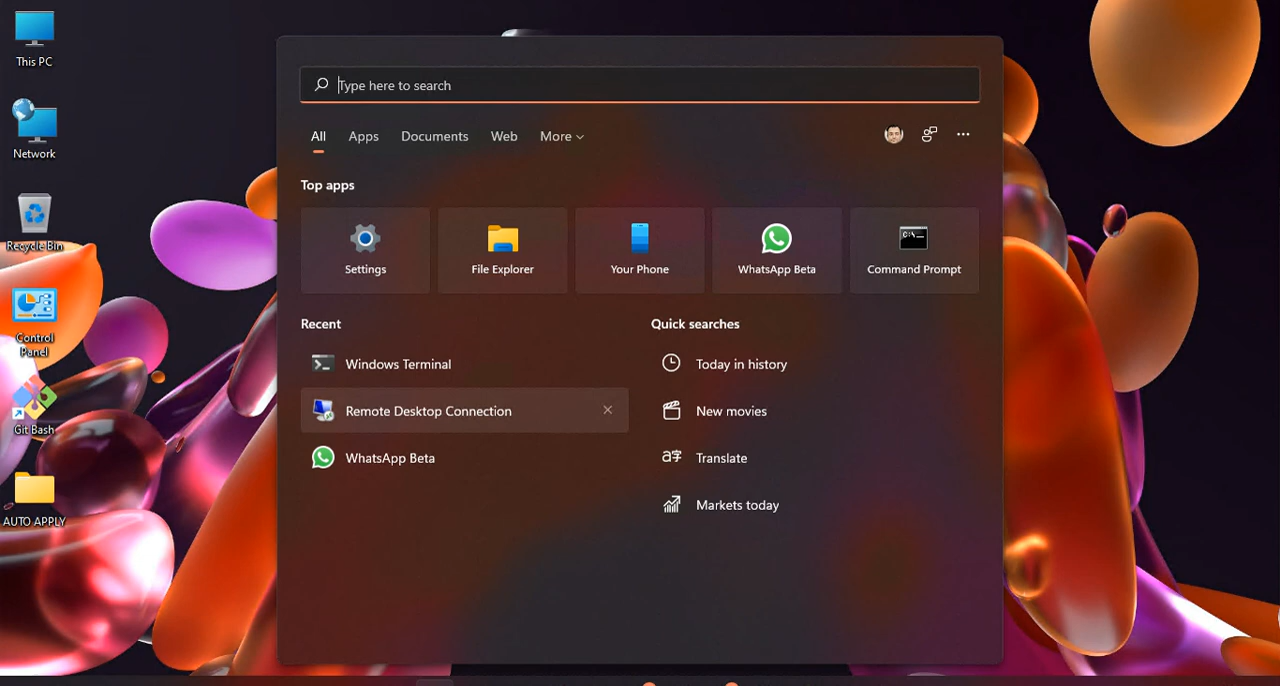 This PC
Network
Recycle Bin
Control
Panel
Git Bash
AUTO APPLY
Type here to search
All Apps Documents Web More
Top apps
Settings File Explorer Your Phone WhatsApp Beta Command Prompt
Recent
Windows Terminal
Remote Desktop Connection
WhatsApp Beta
Quick searches
Today in history
New movies
Translate
Markets today